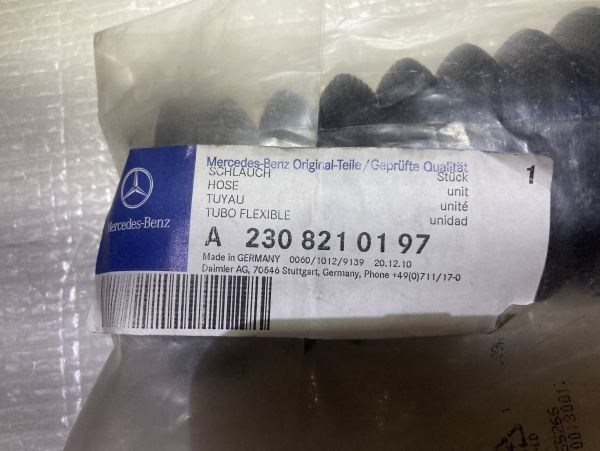 Mercedes-Benz Original-Teile/Geprüfte Qualität
SCHLAUCH Stück 1
HOSE unit
TUYAU unité
TUBO FLEXIBLE unidad
Mercedes-Benz
A 230 821 01 97
Made in GERMANY 0060/1012/9139 20.12.10
Daimler AG, 70546 Stuttgart, Germany, Phone +49(0)711/17-0